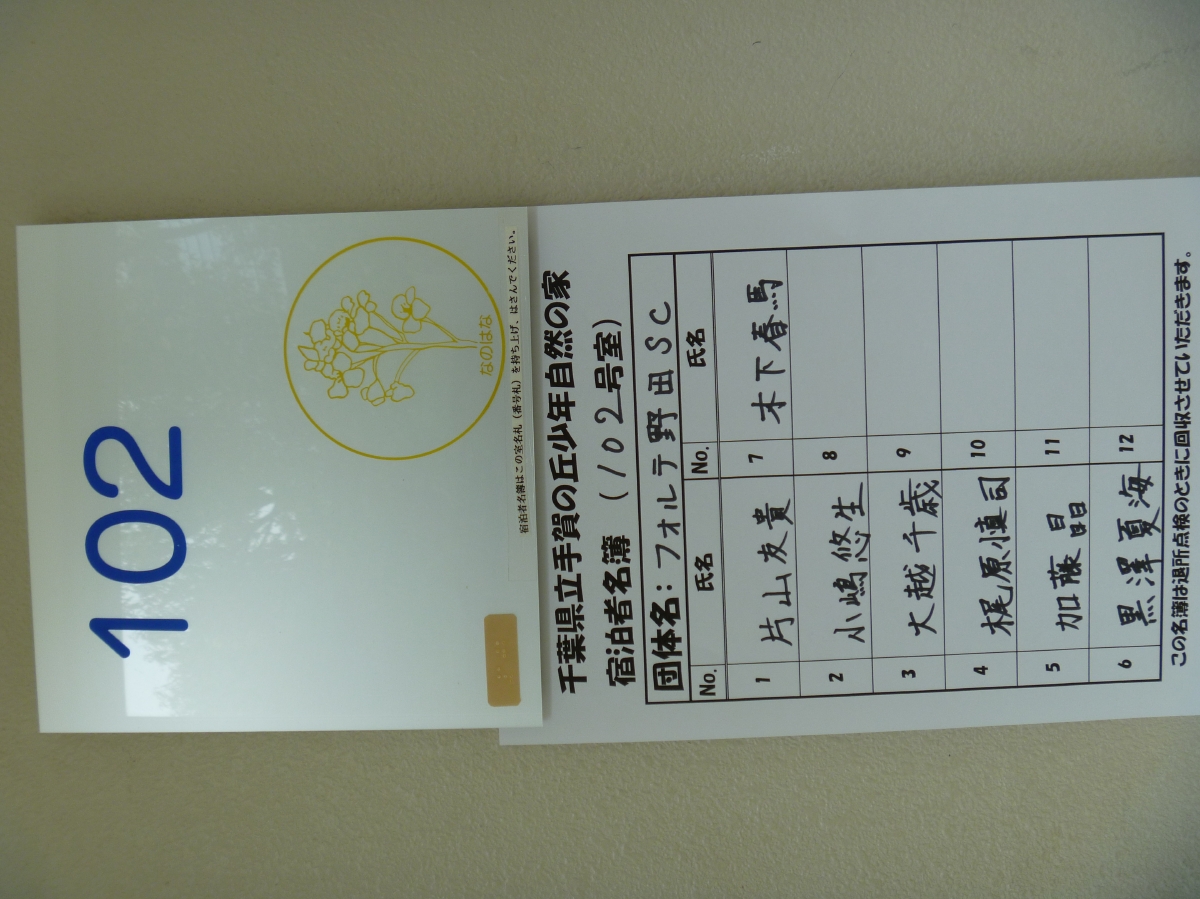 102
なのはな
宿泊者名簿はこの室名札（番号札）を持ち上げ、はさんでください。
千葉県立手賀の丘少年自然の家
宿泊者名簿 （102号室）
団体名：フォルテ野田SC
No. 氏名 No. 氏名
1 片山友貴 7 木下春馬
2 小嶋悠生 8
3 大越千歳 9
4 梶原慎司 10
5 加藤晶 11
6 黒澤夏海 12
この名簿は退所点検のときに回収させていただきます。